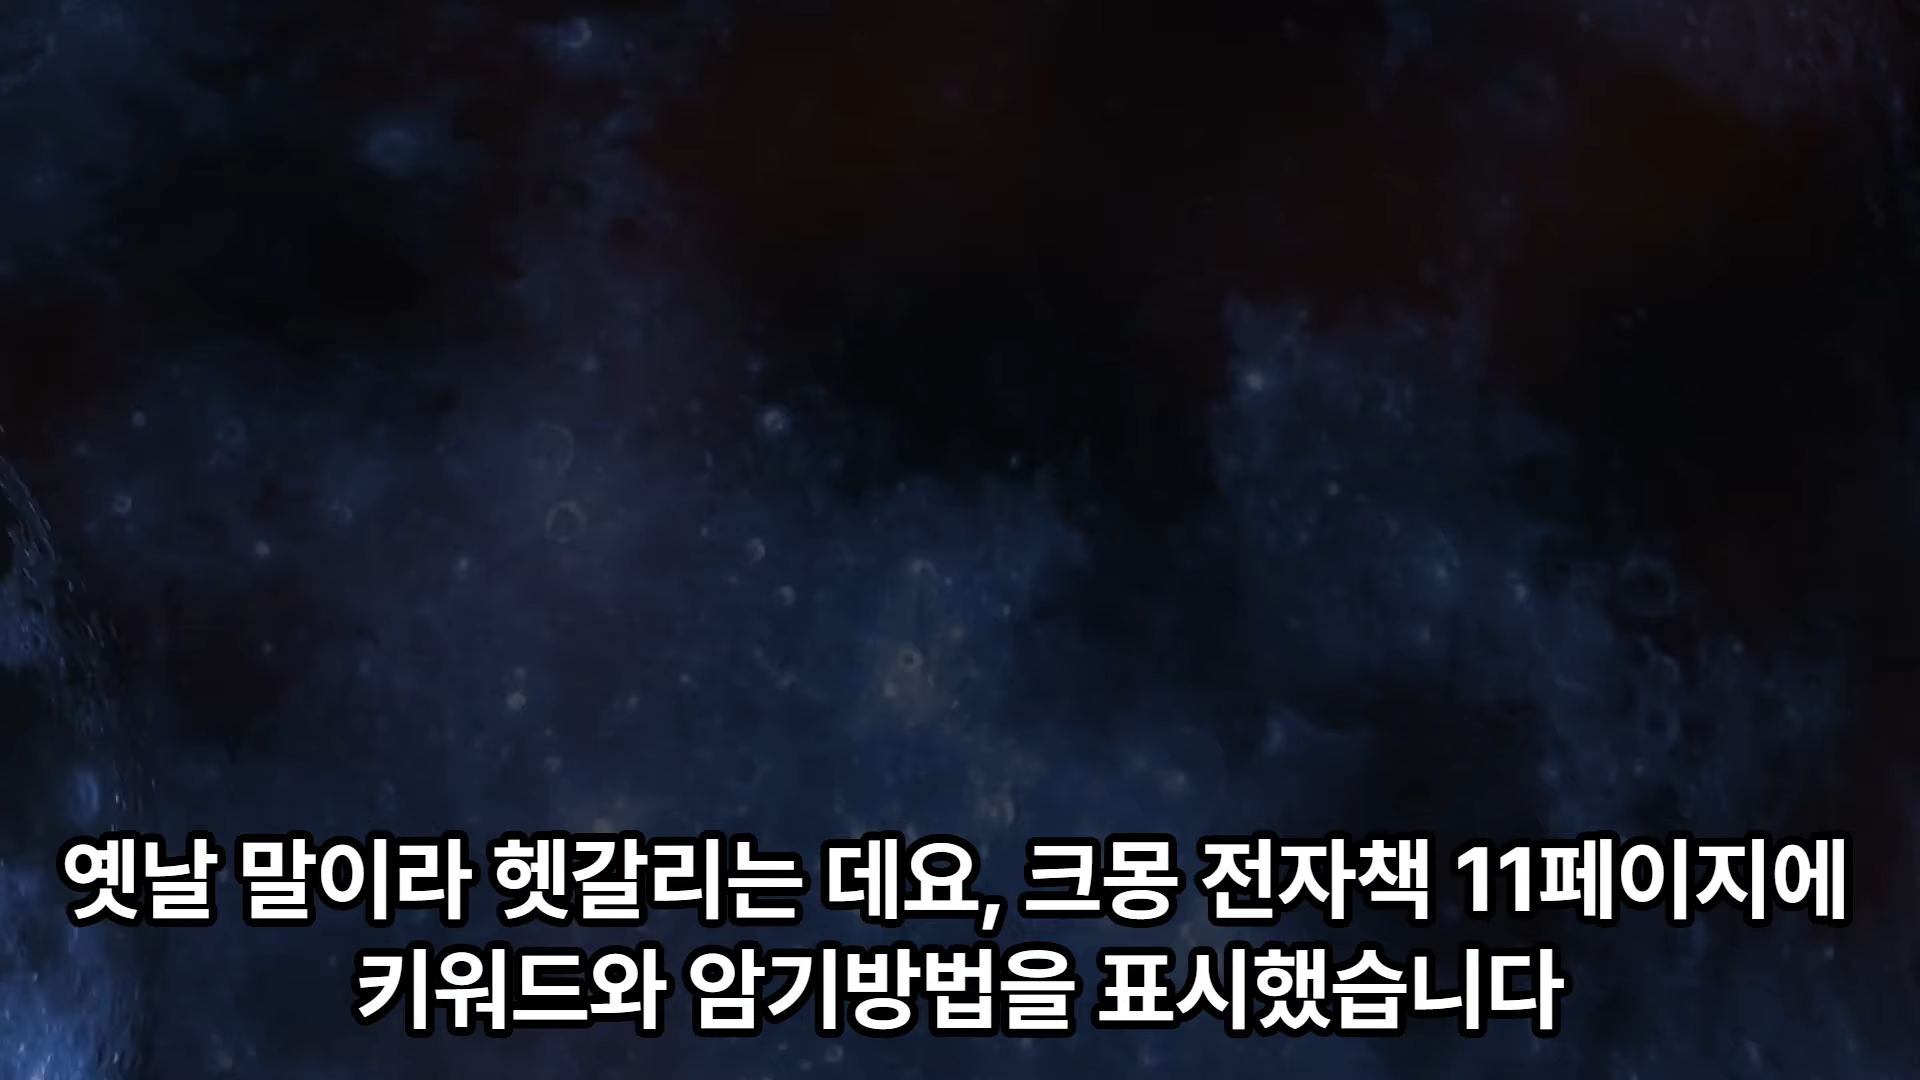 옛날 말이라 헷갈리는 데요, 크몽 전자책 11페이지에
키워드와 암기방법을 표시했습니다